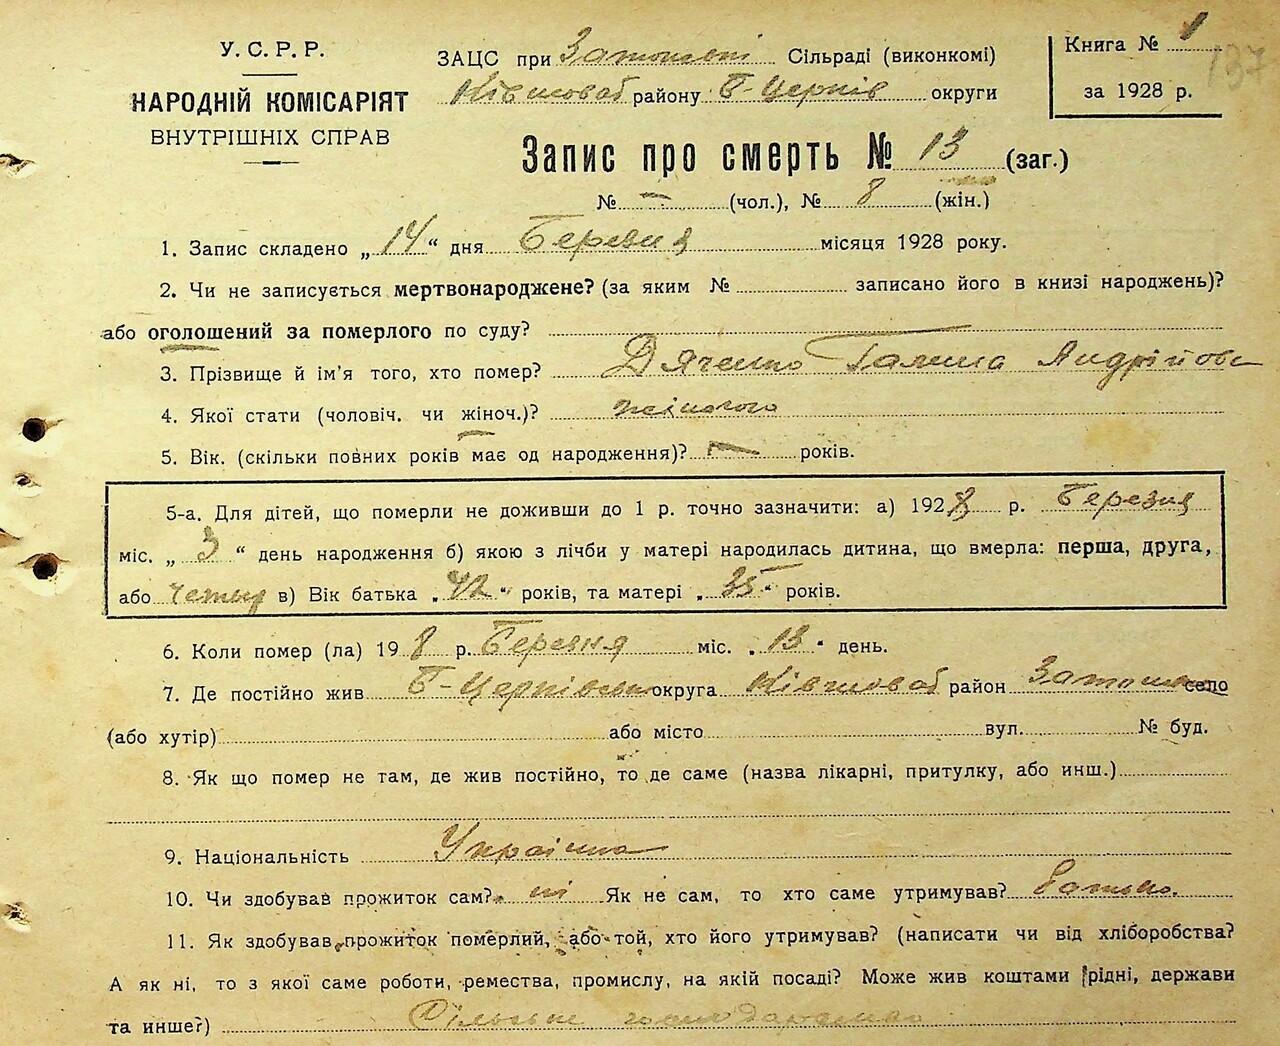 У. С. Р. Р.
НАРОДНІЙ КОМІСАРІЯТ
ВНУТРІШНІХ СПРАВ
ЗАЦС при Сільраді (виконкомі)
району Б-Церків округи
Книга № 1
за 1928 р.
137
Запис про смерть № 13 (заг.)
№ — (чол.), № 8 (жін.)
1. Запис складено „ 14 “ дня Березня місяця 1928 року.
2. Чи не записується мертвонароджене? (за яким № записано його в книзі народжень)?
або оголошений за померлого по суду? —
3. Прізвище й ім'я того, хто помер? Дяченко Галина Андрійовн
4. Якої стати (чоловіч. чи жіноч.)? жіночого
5. Вік. (скільки повних років має од народження)? — років.
5-а. Для дітей, що померли не доживши до 1 р. точно зазначити: а) 1928 р. Березня
міс. „ 3 “ день народження б) якою з лічби у матері народилась дитина, що вмерла: перша, друга,
або в) Вік батька „ 42 “ років, та матері „ 35 “ років.
6. Коли помер (ла) 198 р. Березня міс. „ 13 “ день.
7. Де постійно жив Б-Церківськ округа район село
(або хутір) або місто вул. № буд.
8. Як що помер не там, де жив постійно, то де саме (назва лікарні, притулку, або инш.)
9. Національність Українка
10. Чи здобував прожиток сам? ні Як не сам, то хто саме утримував? батько.
11. Як здобував прожиток померлий, або той, хто його утримував? (написати чи від хліборобства?
А як ні, то з якої саме роботи, ремества, промислу, на якій посаді? Може жив коштами рідні, держави
та инше?) Сільське господарство